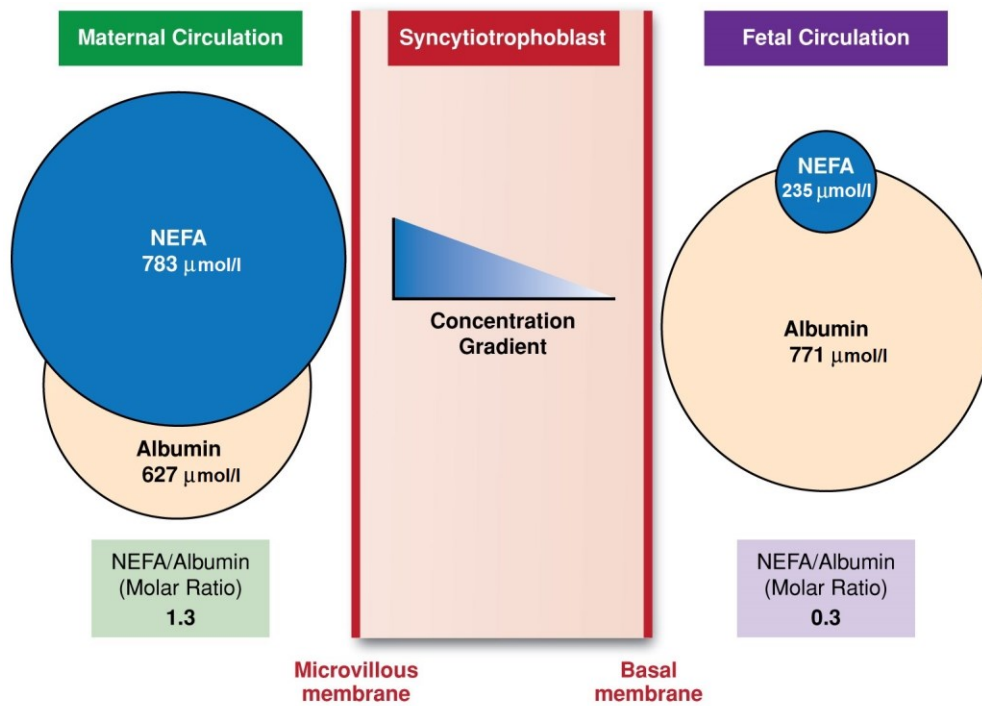 Maternal Circulation
Syncytiotrophoblast
Fetal Circulation
NEFA
783 μmol/l
Albumin
627 μmol/l
NEFA/Albumin
(Molar Ratio)
1.3
Concentration
Gradient
NEFA
235 μmol/l
Albumin
771 μmol/l
NEFA/Albumin
(Molar Ratio)
0.3
Microvillous
membrane
Basal
membrane